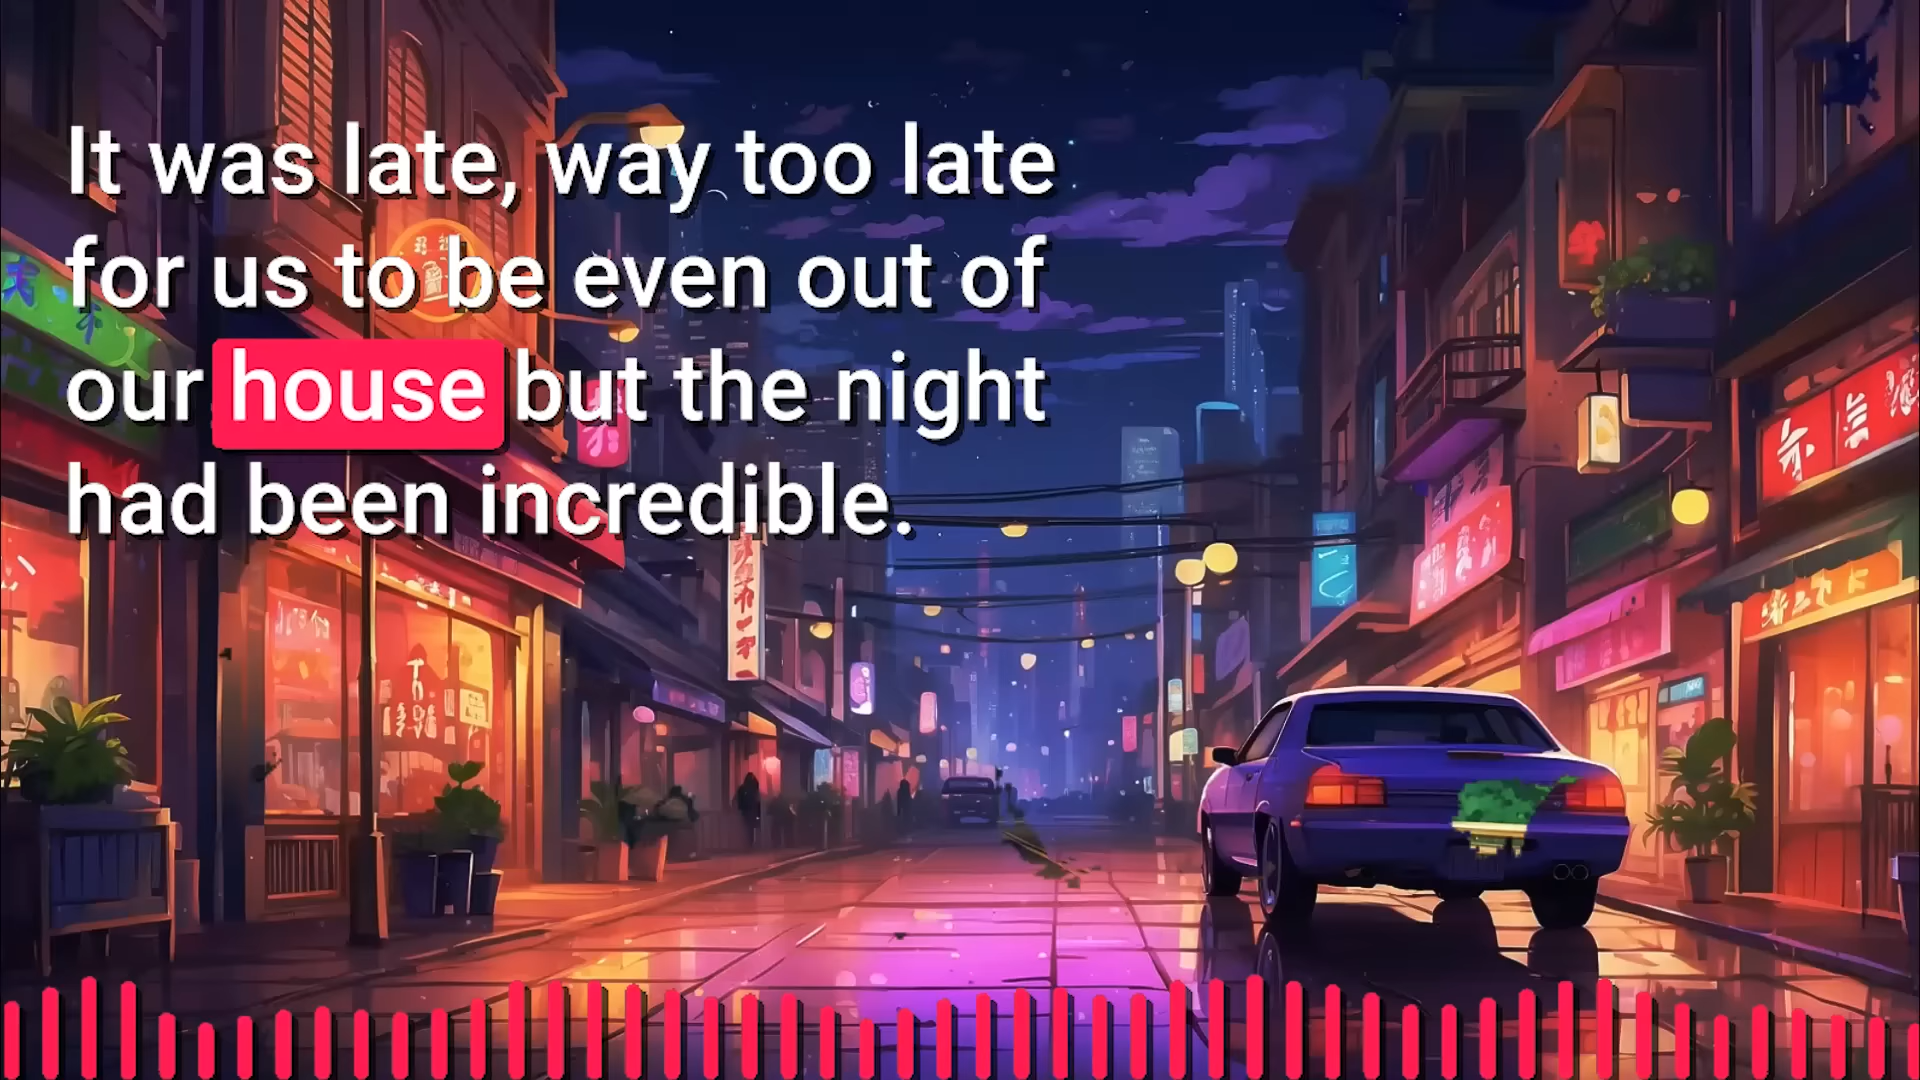 It was late, way too late
for us to be even out of
our house but the night
had been incredible.